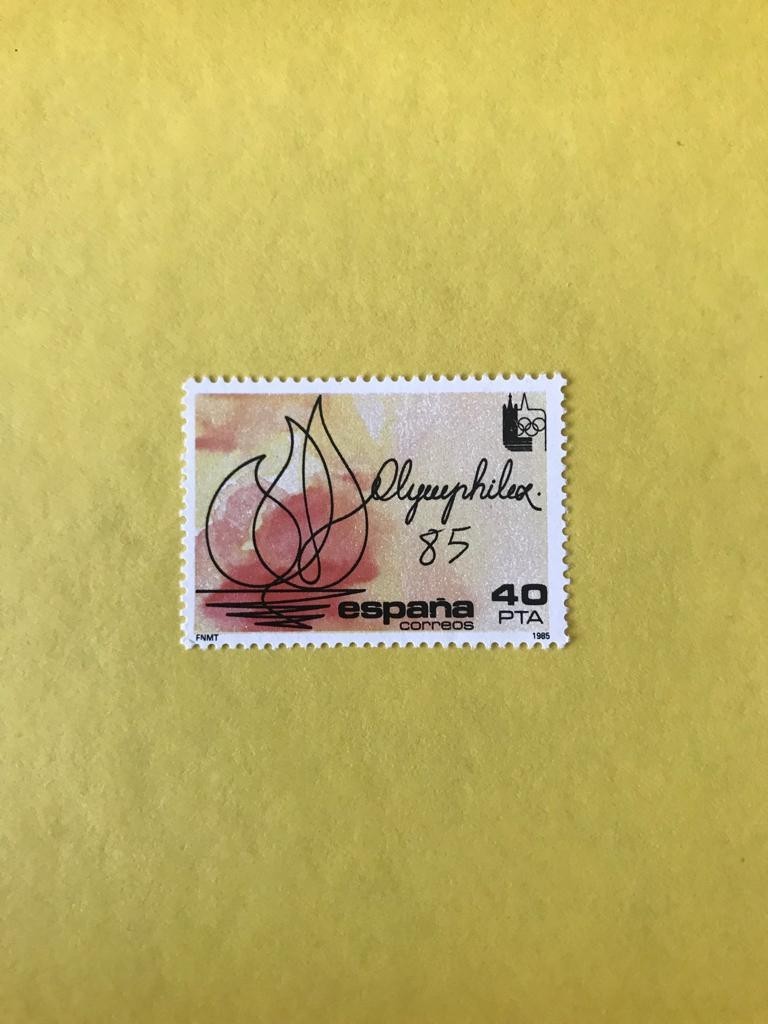 Olymphilex.
85
españa
correos
40
PTA
FNMT
1985